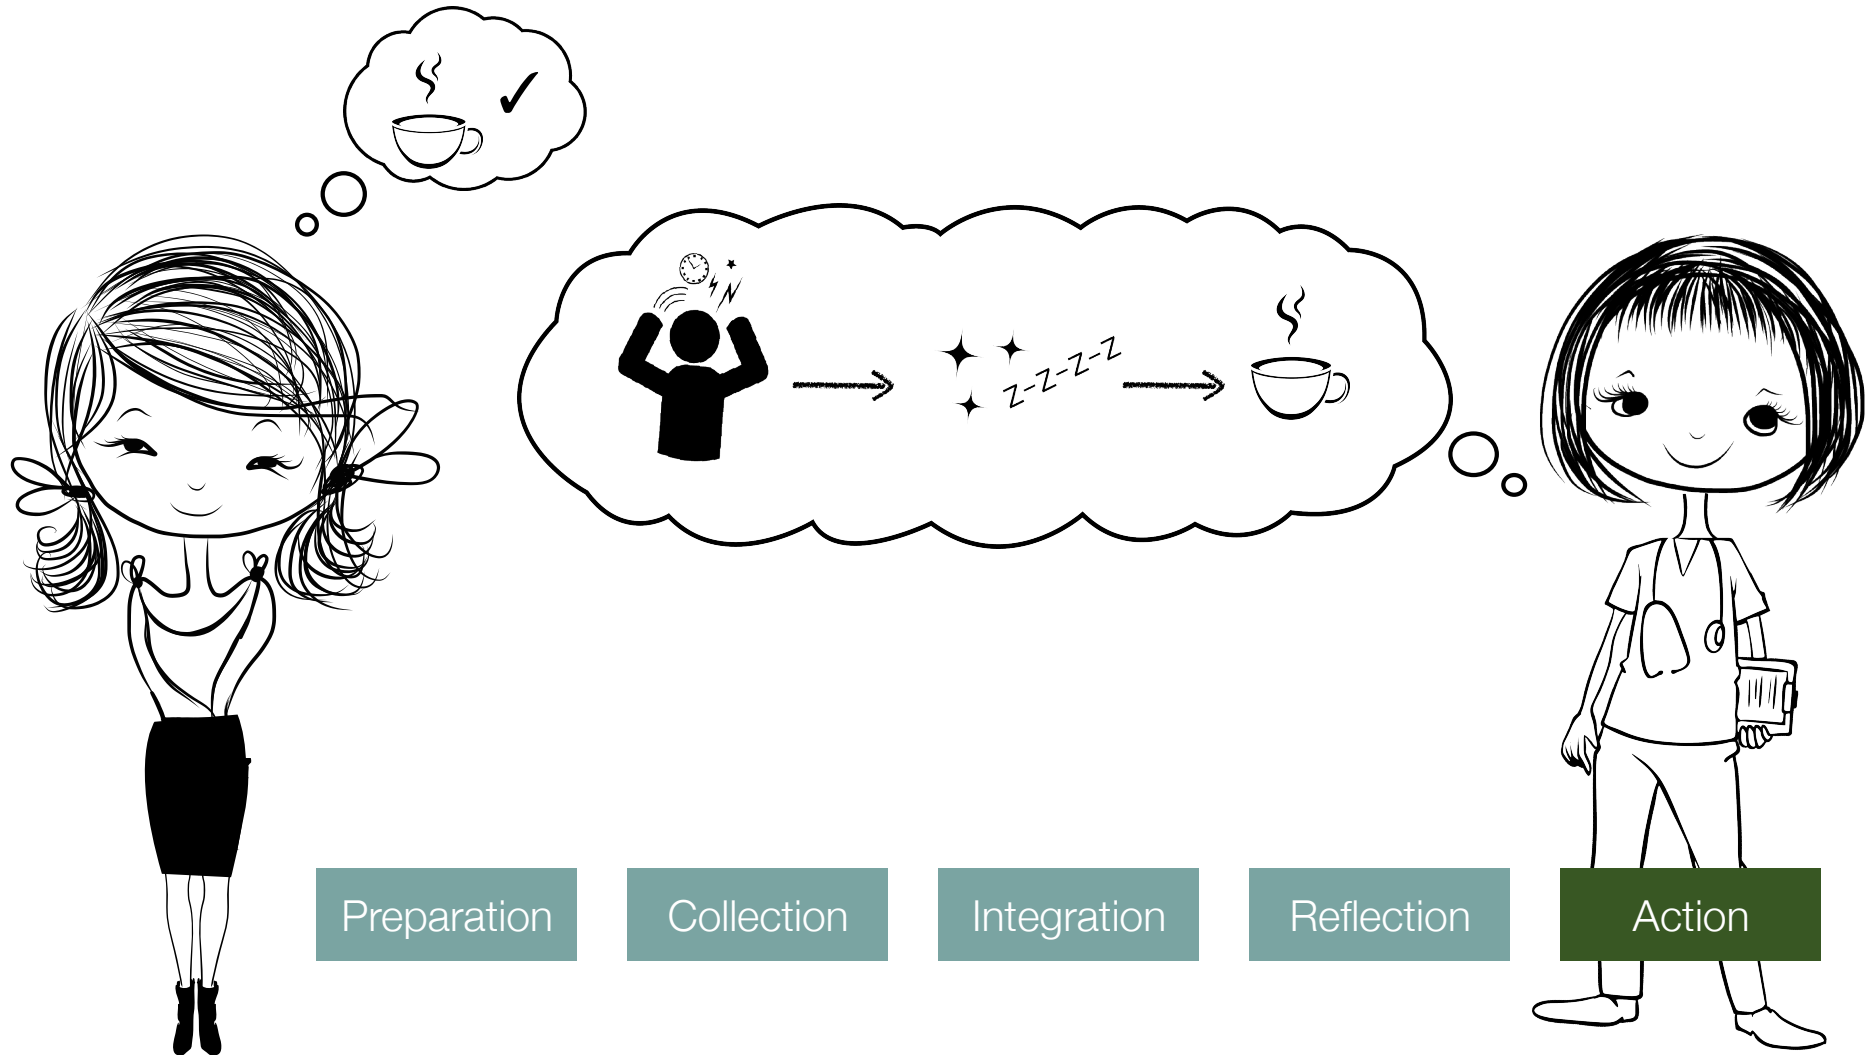 Z-Z-Z-Z-Z
Preparation
Collection
Integration
Reflection
Action